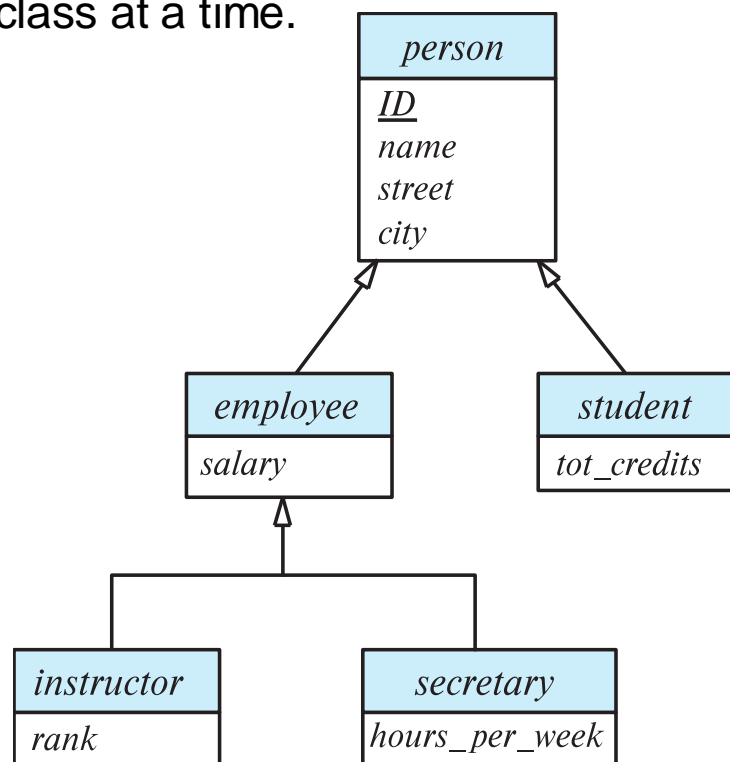 class at a time.
person
ID
name
street
city
employee
student
salary
tot_credits
instructor
secretary
rank
hours_per_week